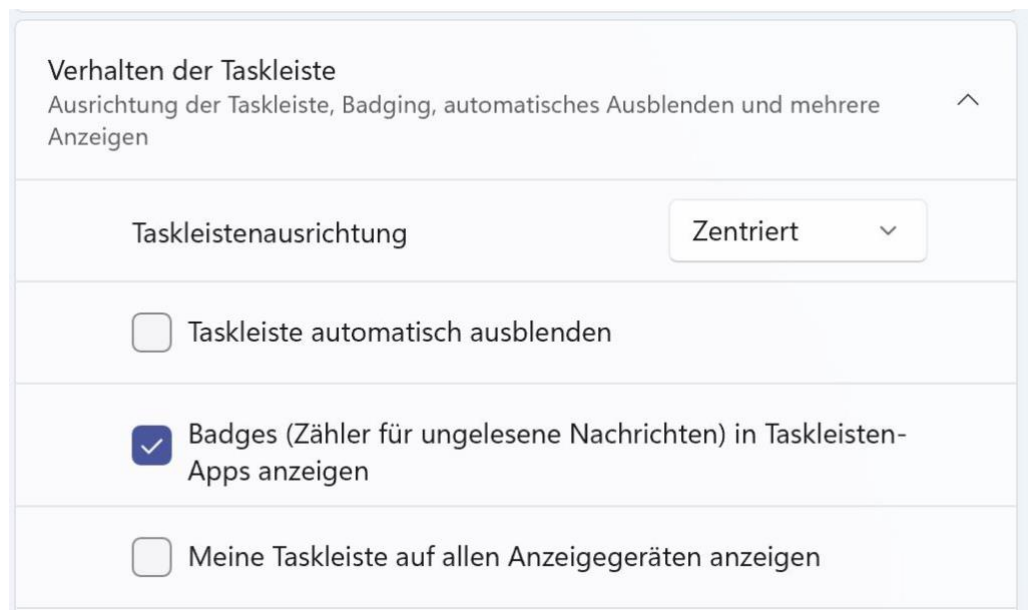 Verhalten der Taskleiste
Ausrichtung der Taskleiste, Badging, automatisches Ausblenden und mehrere
Anzeigen
Taskleistenausrichtung
Zentriert
Taskleiste automatisch ausblenden
Badges (Zähler für ungelesene Nachrichten) in Taskleisten-
Apps anzeigen
Meine Taskleiste auf allen Anzeigegeräten anzeigen